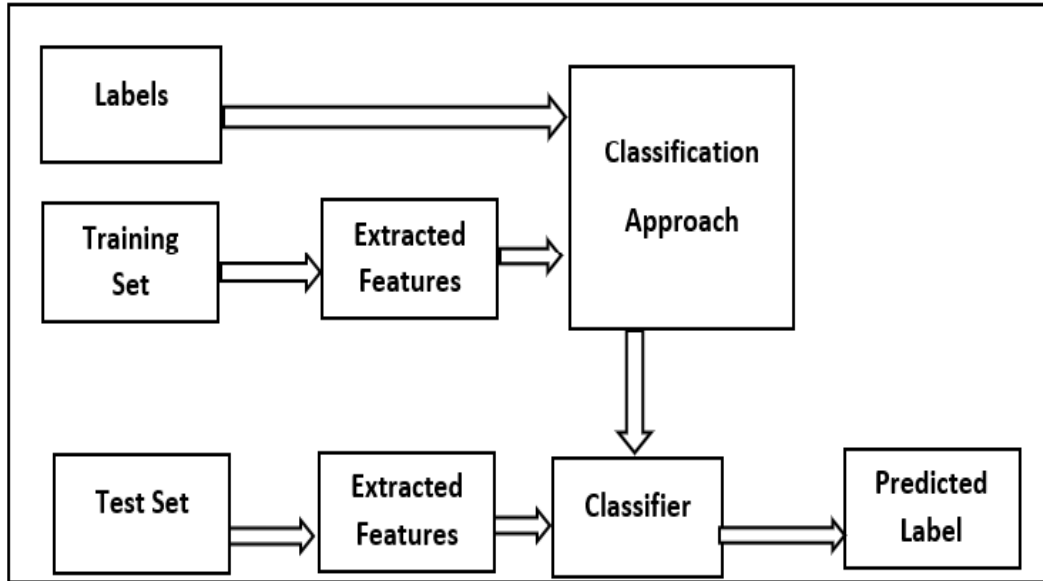 Labels
Classification
Approach
Training
Set
Extracted
Features
Test Set
Extracted
Features
Classifier
Predicted
Label